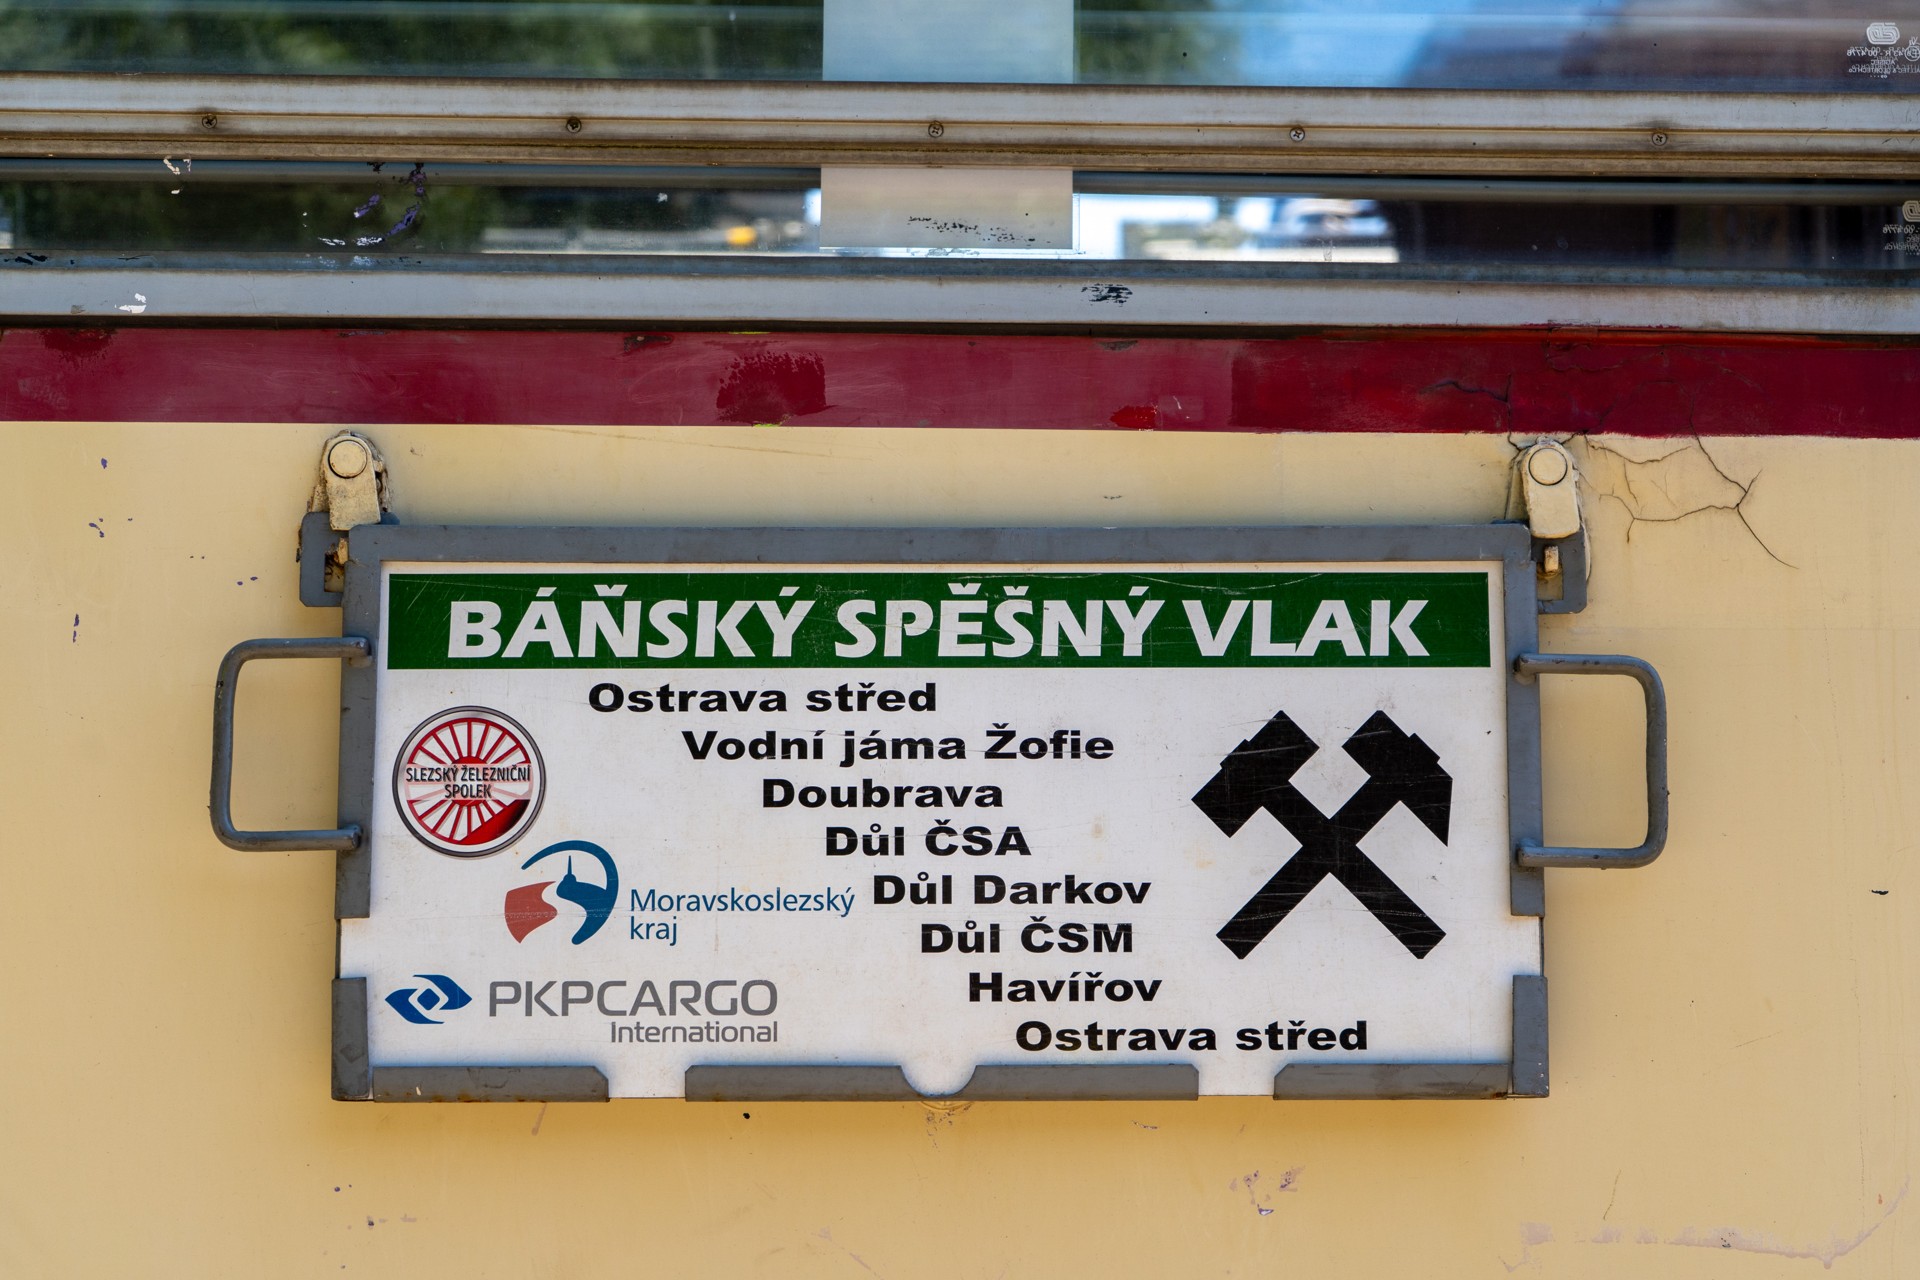 BÁŇSKÝ SPĚŠNÝ VLAK
Ostrava střed
Vodní jáma Žofie
Doubrava
Důl ČSA
Důl Darkov
Důl ČSM
Havířov
Ostrava střed
SLEZSKÝ ŽELEZNIČNÍ
SPOLEK
Moravskoslezský
kraj
PKPCARGO
International